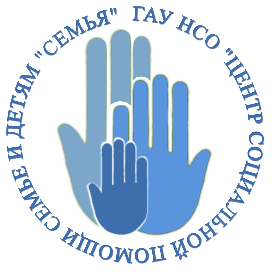 ГАУ НСО "ЦЕНТР СОЦИАЛЬНОЙ ПОМОЩИ СЕМЬЕ И ДЕТЯМ "СЕМЬЯ"